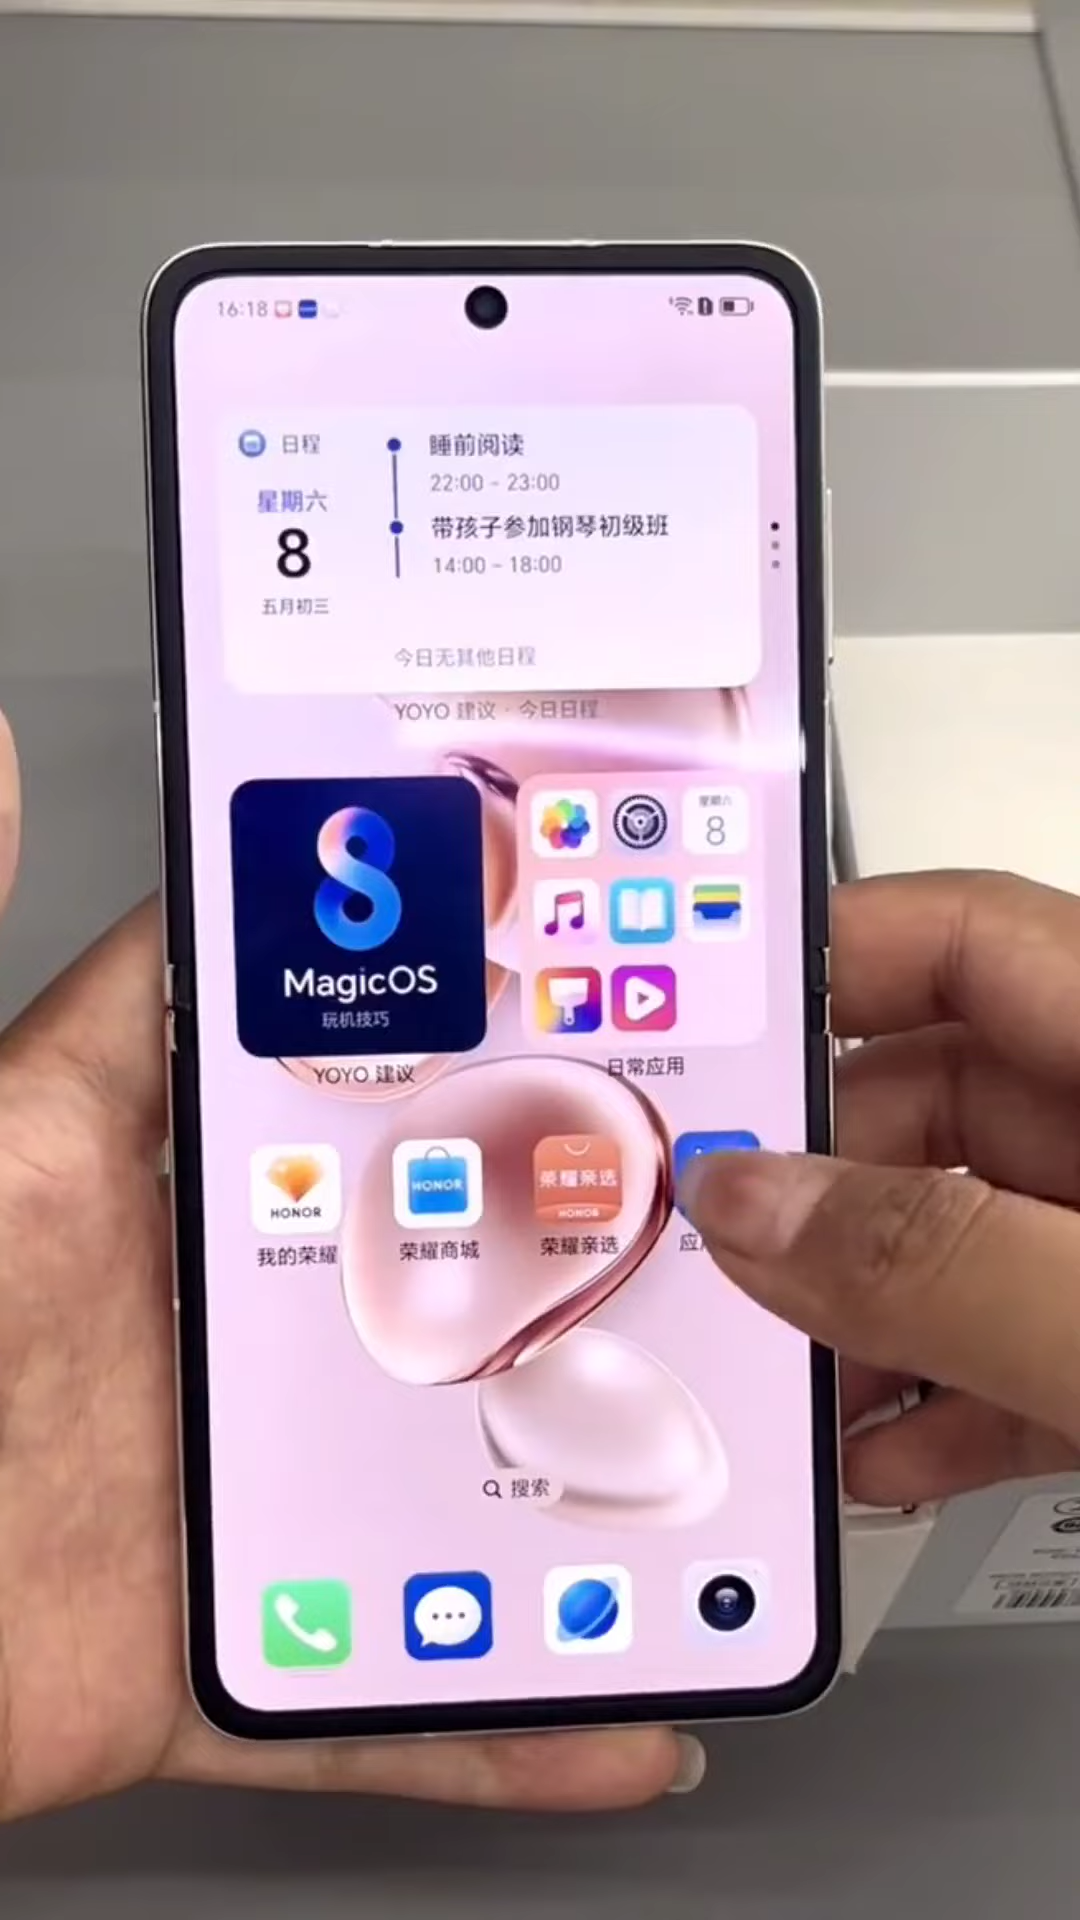 16:18
日程
星期六
8
五月初三
睡前阅读
22:00 - 23:00
带孩子参加钢琴初级班
14:00 - 18:00
今日无其他日程
YOYO 建议 · 今日日程
MagicOS
玩机技巧
YOYO 建议
星期六
8
日常应用
HONOR
我的荣耀
HONOR
荣耀商城
荣耀亲选
HONOR
荣耀亲选
应
搜索